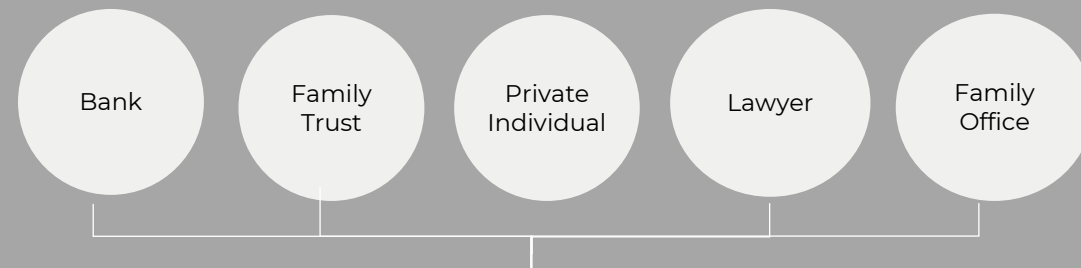 Bank
Family
Trust
Private
Individual
Lawyer
Family
Office